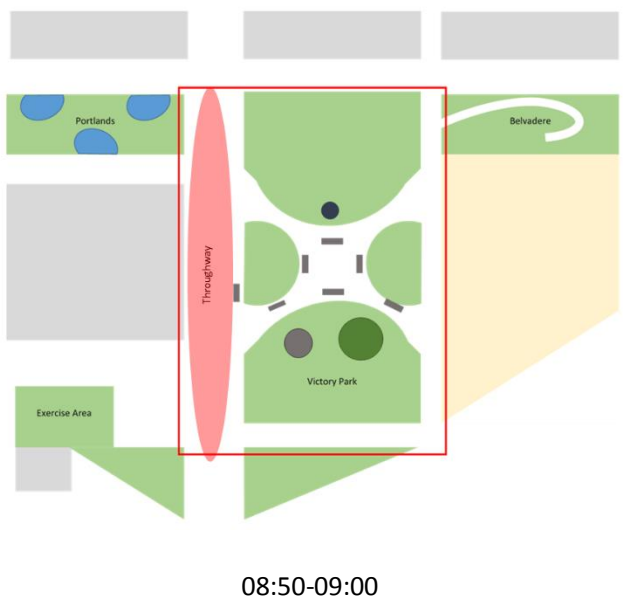 Portlands
Belvadere
Throughway
Victory Park
Exercise Area
08:50-09:00